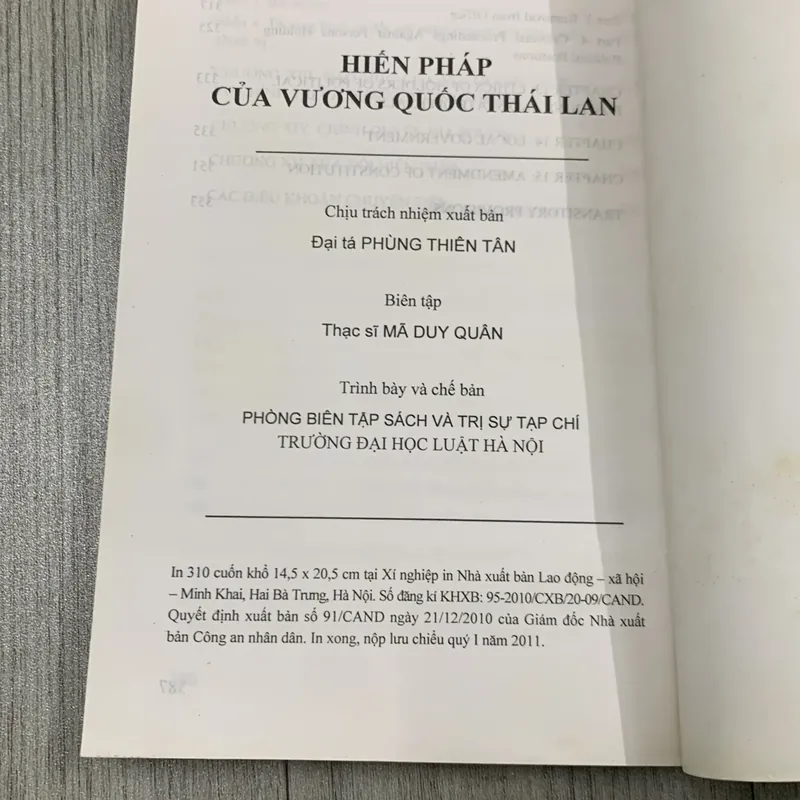 HIẾN PHÁP
CỦA VƯƠNG QUỐC THÁI LAN
Chịu trách nhiệm xuất bản
Đại tá PHÙNG THIÊN TÂN
Biên tập
Thạc sĩ MÃ DUY QUÂN
Trình bày và chế bản
PHÒNG BIÊN TẬP SÁCH VÀ TRỊ SỰ TẠP CHÍ
TRƯỜNG ĐẠI HỌC LUẬT HÀ NỘI
In 310 cuốn khổ 14,5 x 20,5 cm tại Xí nghiệp in Nhà xuất bản Lao động – xã hội
– Minh Khai, Hai Bà Trưng, Hà Nội. Số đăng kí KHXB: 95-2010/CXB/20-09/CAND.
Quyết định xuất bản số 91/CAND ngày 21/12/2010 của Giám đốc Nhà xuất
bản Công an nhân dân. In xong, nộp lưu chiểu quý I năm 2011.